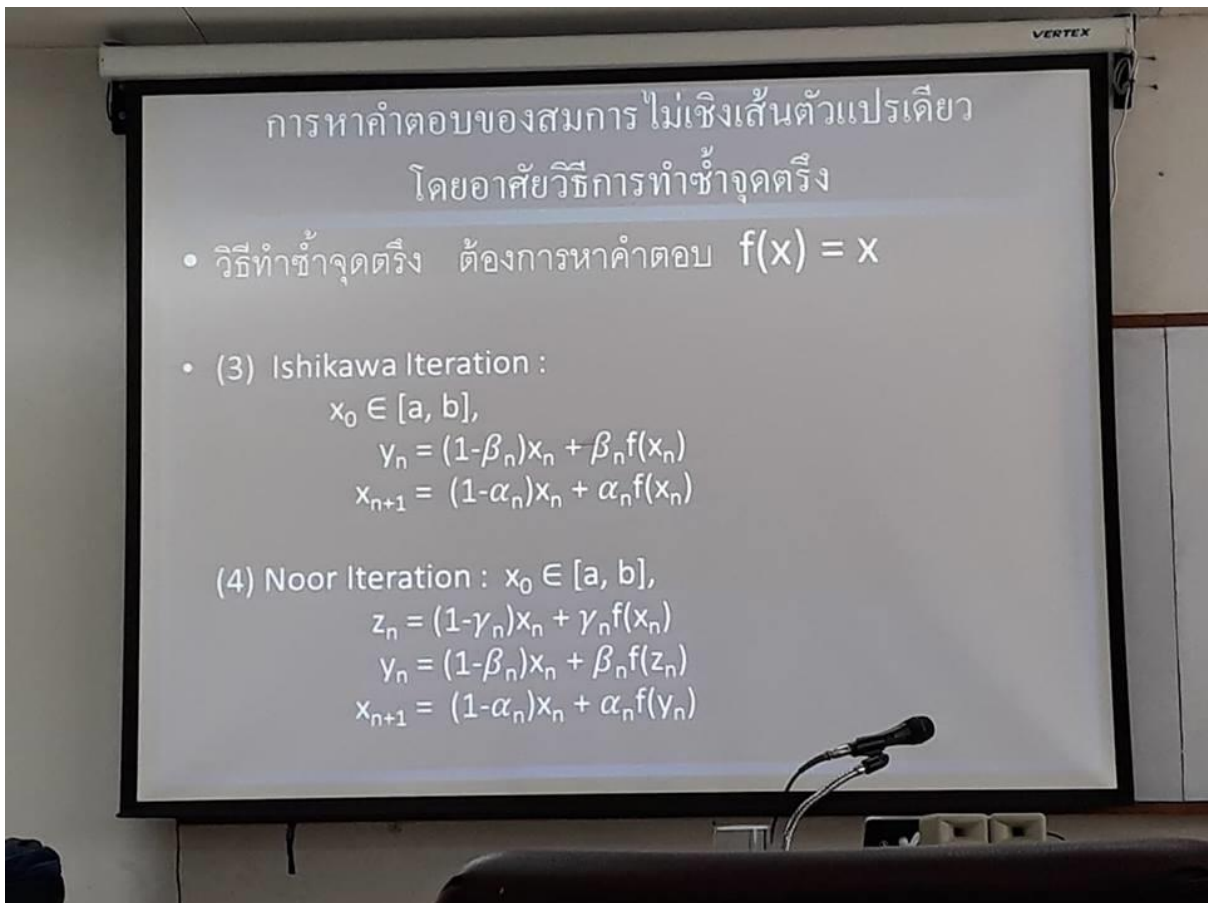 VERTEX
การหาคำตอบของสมการไม่เชิงเส้นตัวแปรเดียว
โดยอาศัยวิธีการทำซ้ำจุดตรึง
• วิธีทำซ้ำจุดตรึง ต้องการหาคำตอบ f(x) = x
• (3) Ishikawa Iteration :
x₀ ∈ [a, b],
yₙ = (1-βₙ)xₙ + βₙf(xₙ)
xₙ₊₁ = (1-αₙ)xₙ + αₙf(xₙ)
(4) Noor Iteration : x₀ ∈ [a, b],
zₙ = (1-γₙ)xₙ + γₙf(xₙ)
yₙ = (1-βₙ)xₙ + βₙf(zₙ)
xₙ₊₁ = (1-αₙ)xₙ + αₙf(yₙ)